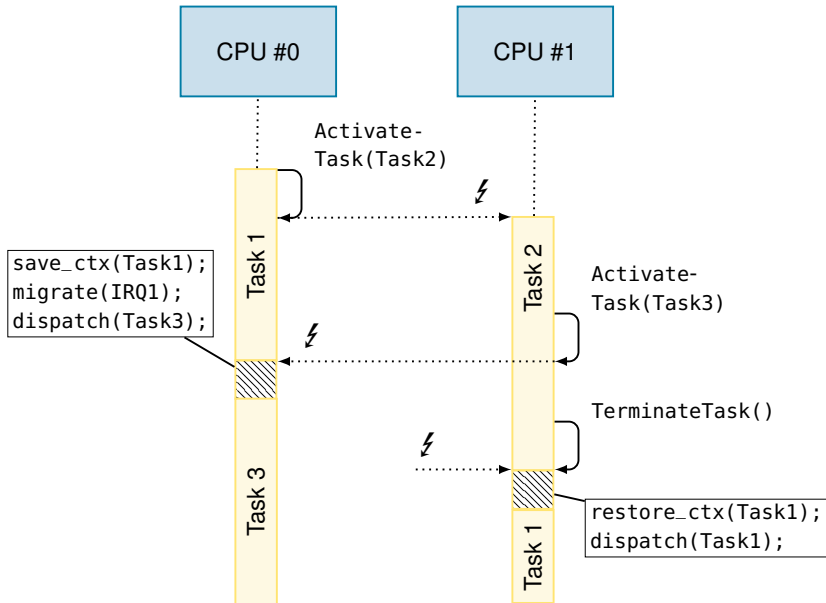 CPU #0
CPU #1
Activate-
Task(Task2)
Task 1
Task 2
save_ctx(Task1);
migrate(IRQ1);
dispatch(Task3);
Activate-
Task(Task3)
TerminateTask()
Task 3
Task 1
restore_ctx(Task1);
dispatch(Task1);